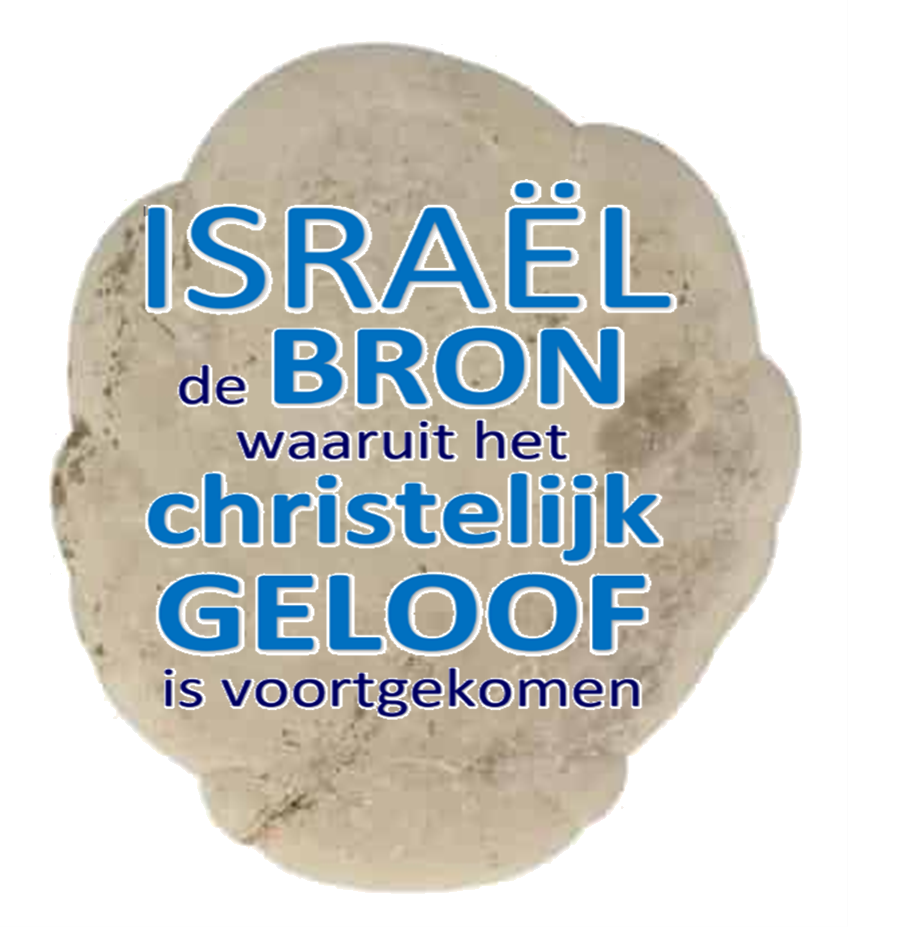 ISRAËL
de BRON
waaruit het
christelijk
GELOOF
is voortgekomen